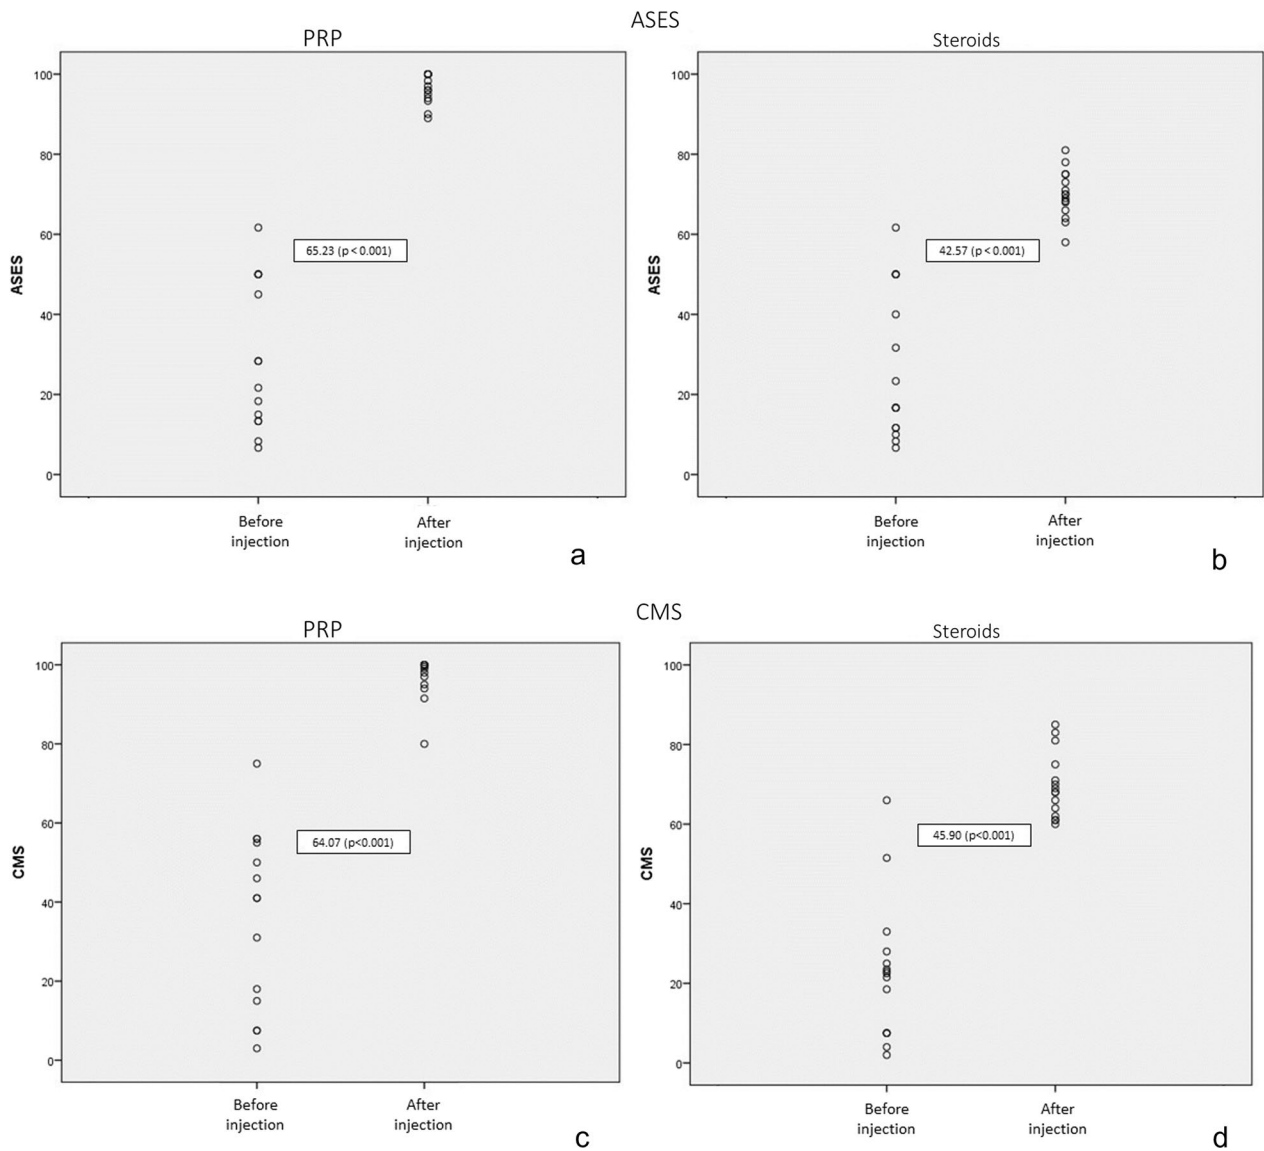 ASES
PRP
Steroids
100
80
60
40
20
0
ASES
65.23 (p < 0.001)
Before
injection
After
injection
a
100
80
60
40
20
0
ASES
42.57 (p < 0.001)
Before
injection
After
injection
b
CMS
PRP
Steroids
100
80
60
40
20
0
CMS
64.07 (p<0.001)
Before
injection
After
injection
c
100
80
60
40
20
0
CMS
45.90 (p<0.001)
Before
injection
After
injection
d